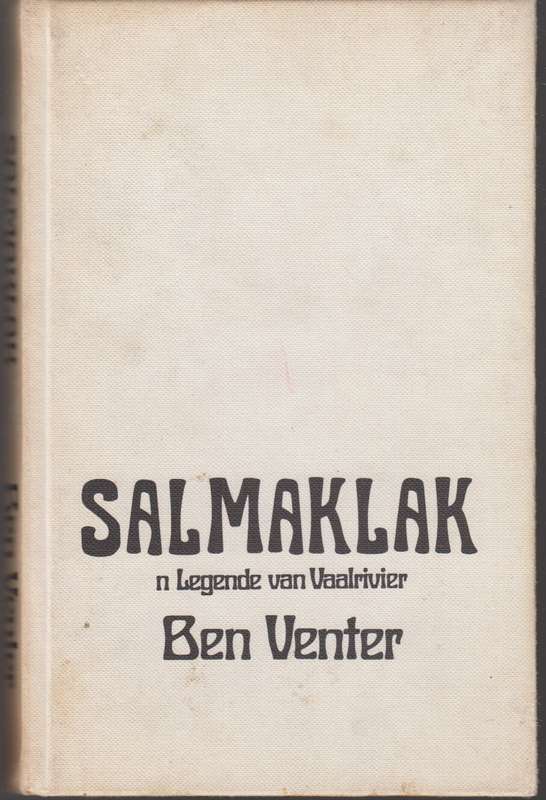 SALMAKLAK
n Legende van Vaalrivier
Ben Venter